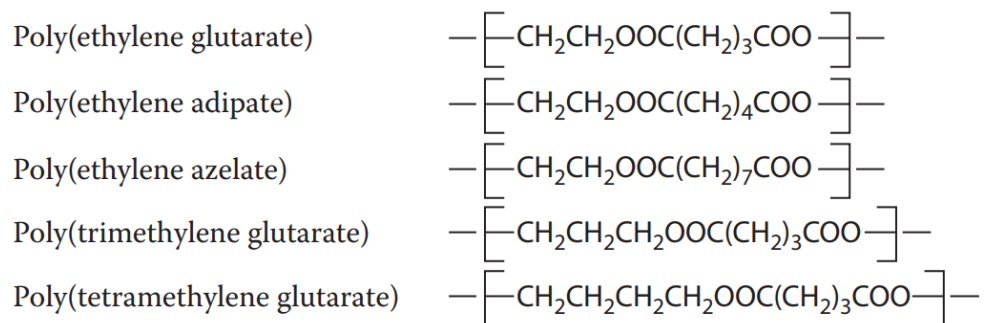 Poly(ethylene glutarate) —[CH₂CH₂OOC(CH₂)₃COO]—
Poly(ethylene adipate) —[CH₂CH₂OOC(CH₂)₄COO]—
Poly(ethylene azelate) —[CH₂CH₂OOC(CH₂)₇COO]—
Poly(trimethylene glutarate) —[CH₂CH₂CH₂OOC(CH₂)₃COO]—
Poly(tetramethylene glutarate) —[CH₂CH₂CH₂CH₂OOC(CH₂)₃COO]—